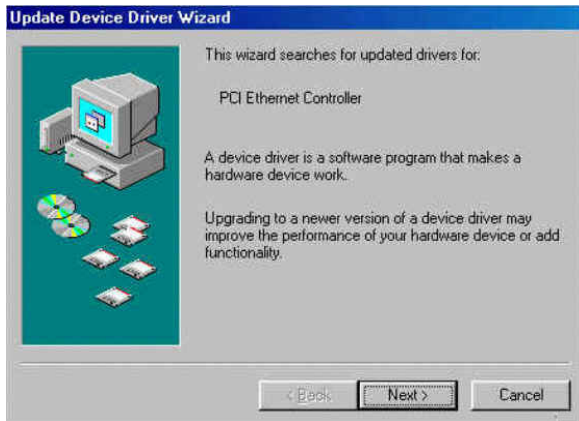 Update Device Driver Wizard
This wizard searches for updated drivers for:
PCI Ethernet Controller
A device driver is a software program that makes a
hardware device work.
Upgrading to a newer version of a device driver may
improve the performance of your hardware device or add
functionality.
< Back
Next >
Cancel